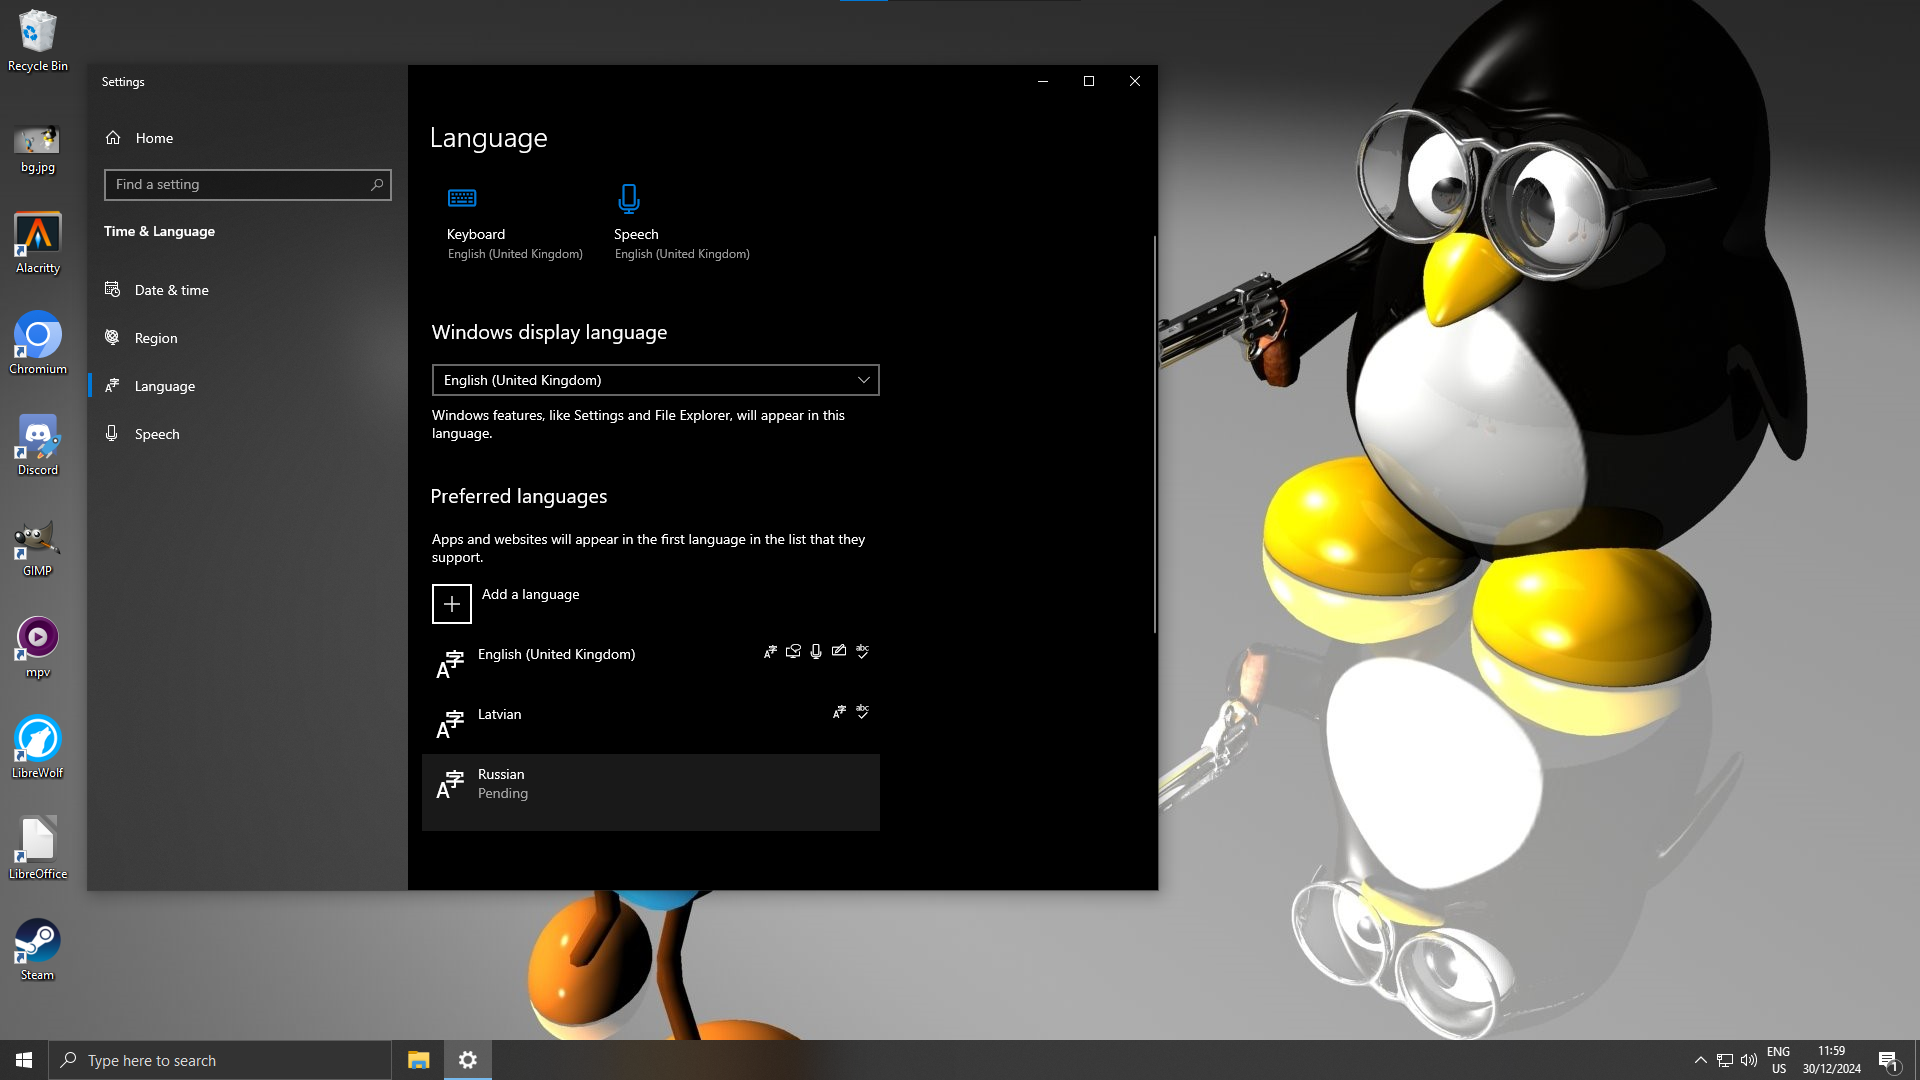 Recycle Bin
bg.jpg
Alacritty
Chromium
Discord
GIMP
mpv
LibreWolf
LibreOffice
Steam
Settings
Home
Find a setting
Time & Language
Date & time
Region
Language
Speech
Language
Keyboard
English (United Kingdom)
Speech
English (United Kingdom)
Windows display language
English (United Kingdom)
Windows features, like Settings and File Explorer, will appear in this
language.
Preferred languages
Apps and websites will appear in the first language in the list that they
support.
Add a language
English (United Kingdom)
Latvian
Russian
Pending
Type here to search
ENG
US
11:59
30/12/2024
1